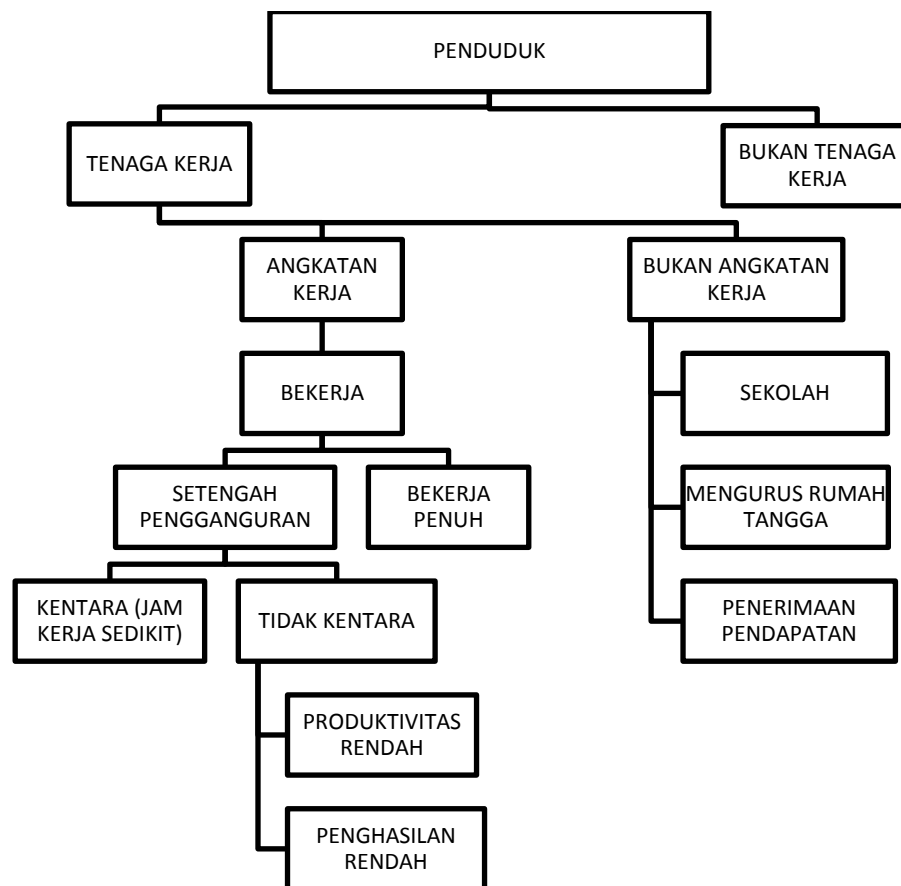 PENDUDUK
TENAGA KERJA
BUKAN TENAGA
KERJA
ANGKATAN
KERJA
BUKAN ANGKATAN
KERJA
BEKERJA
SEKOLAH
SETENGAH
PENGGANGURAN
BEKERJA
PENUH
MENGURUS RUMAH
TANGGA
KENTARA (JAM
KERJA SEDIKIT)
TIDAK KENTARA
PENERIMAAN
PENDAPATAN
PRODUKTIVITAS
RENDAH
PENGHASILAN
RENDAH